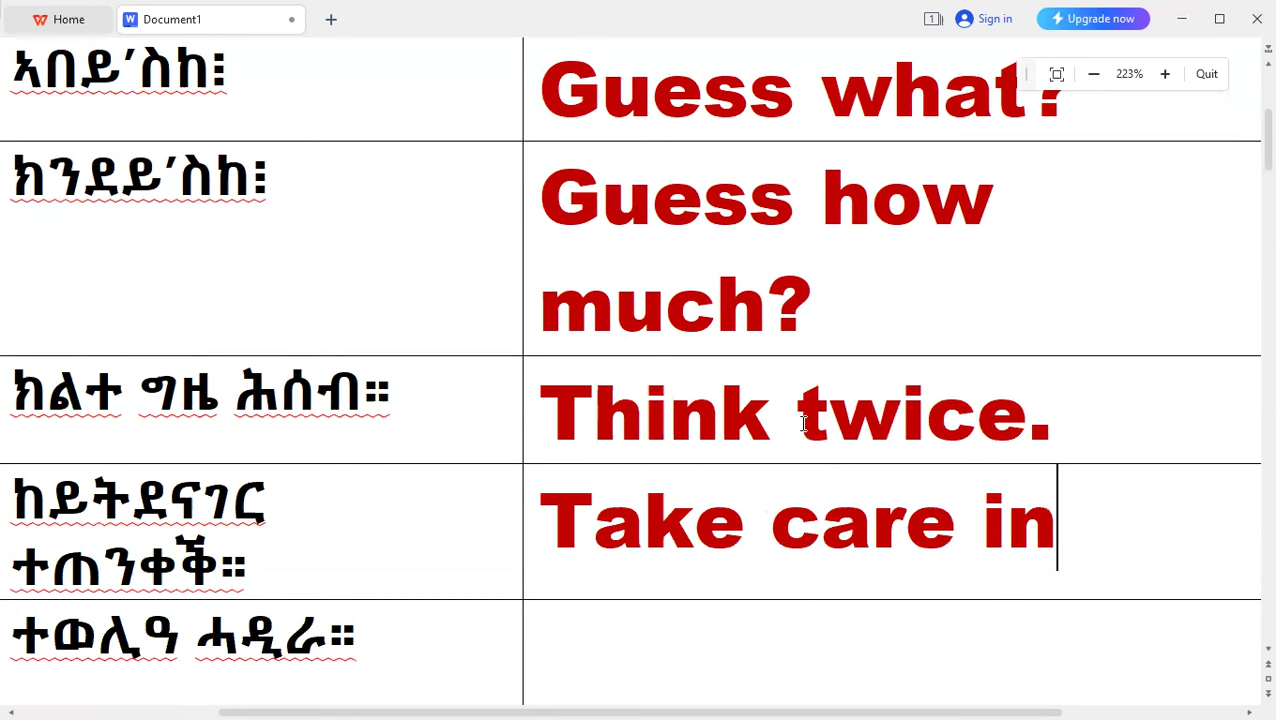 Home
Document1
1
Sign in
Upgrade now
ኣበይ’ስከ፧
Guess what?
223%
Quit
ክንደይ’ስከ፧
Guess how
much?
ክልተ ግዜ ሕሰብ።
Think twice.
ከይትደናገር
ተጠንቀቕ።
Take care in
ተወሊዓ ሓዲራ።